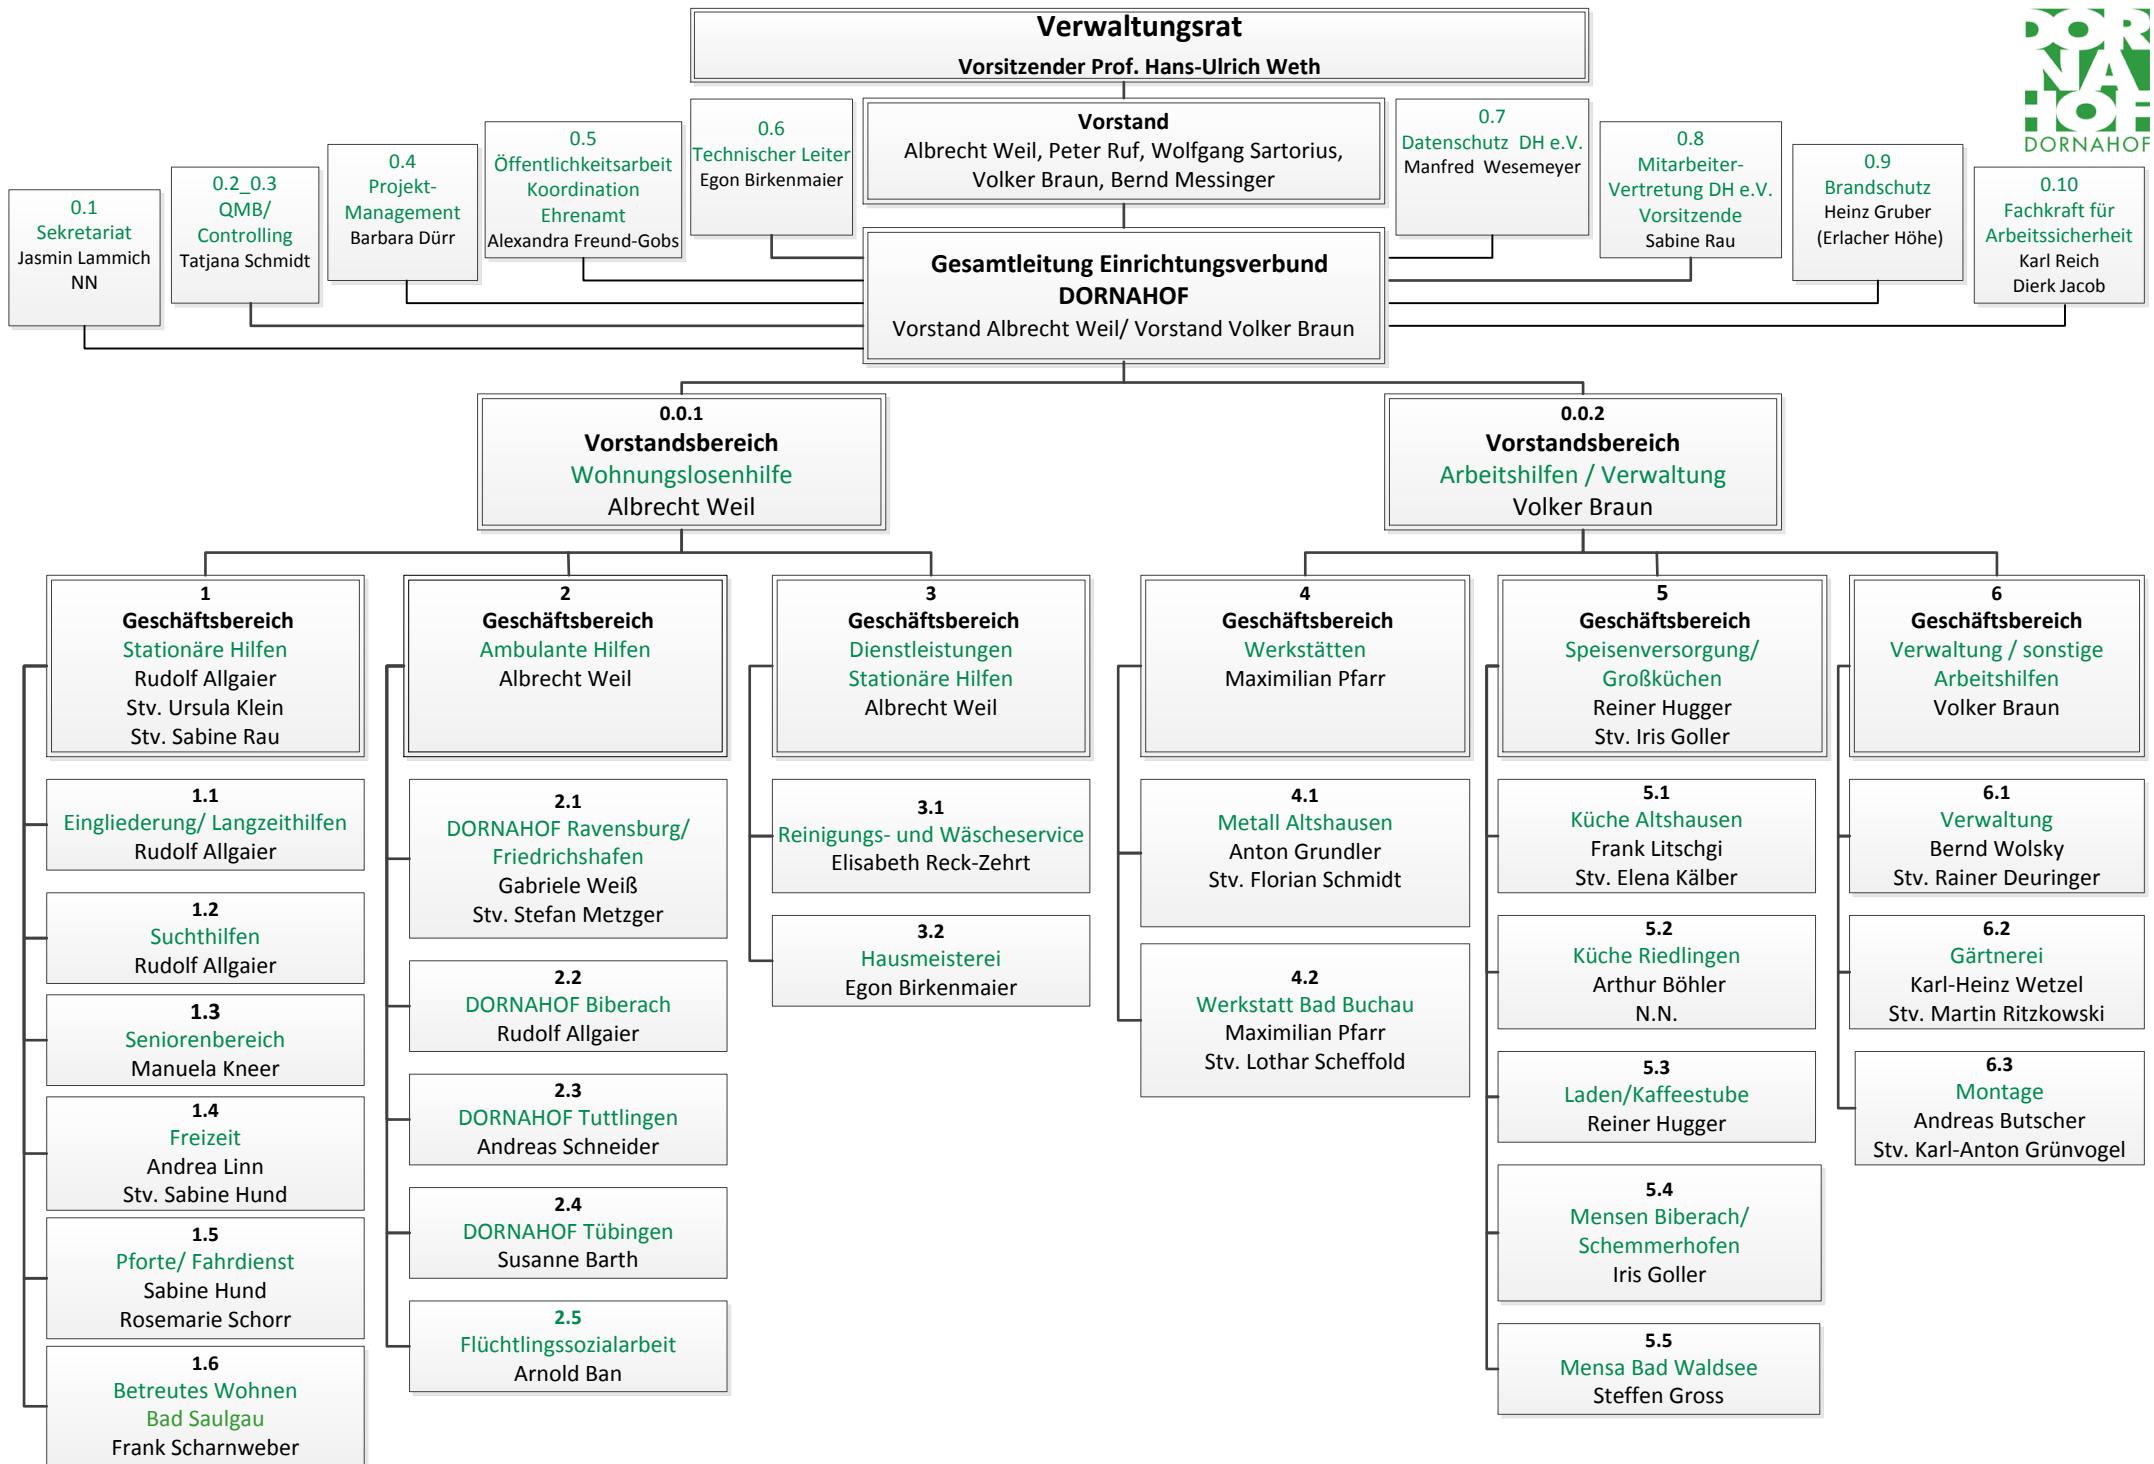 Verwaltungsrat
Vorsitzender Prof. Hans-Ulrich Weth
DORNAHOF
DORNAHOF
Vorstand
Albrecht Weil, Peter Ruf, Wolfgang Sartorius,
Volker Braun, Bernd Messinger
0.1
Sekretariat
Jasmin Lammich
NN
0.2_0.3
QMB/
Controlling
Tatjana Schmidt
0.4
Projekt-
Management
Barbara Dürr
0.5
Öffentlichkeitsarbeit
Koordination
Ehrenamt
Alexandra Freund-Gobs
0.6
Technischer Leiter
Egon Birkenmaier
0.7
Datenschutz DH e.V.
Manfred Wesemeyer
0.8
Mitarbeiter-
Vertretung DH e.V.
Vorsitzende
Sabine Rau
0.9
Brandschutz
Heinz Gruber
(Erlacher Höhe)
0.10
Fachkraft für
Arbeitssicherheit
Karl Reich
Dierk Jacob
Gesamtleitung Einrichtungsverbund
DORNAHOF
Vorstand Albrecht Weil/ Vorstand Volker Braun
0.0.1
Vorstandsbereich
Wohnungslosenhilfe
Albrecht Weil
0.0.2
Vorstandsbereich
Arbeitshilfen / Verwaltung
Volker Braun
1
Geschäftsbereich
Stationäre Hilfen
Rudolf Allgaier
Stv. Ursula Klein
Stv. Sabine Rau
1.1
Eingliederung/ Langzeithilfen
Rudolf Allgaier
1.2
Suchthilfen
Rudolf Allgaier
1.3
Seniorenbereich
Manuela Kneer
1.4
Freizeit
Andrea Linn
Stv. Sabine Hund
1.5
Pforte/ Fahrdienst
Sabine Hund
Rosemarie Schorr
1.6
Betreutes Wohnen
Bad Saulgau
Frank Scharnweber
2
Geschäftsbereich
Ambulante Hilfen
Albrecht Weil
2.1
DORNAHOF Ravensburg/
Friedrichshafen
Gabriele Weiß
Stv. Stefan Metzger
2.2
DORNAHOF Biberach
Rudolf Allgaier
2.3
DORNAHOF Tuttlingen
Andreas Schneider
2.4
DORNAHOF Tübingen
Susanne Barth
2.5
Flüchtlingssozialarbeit
Arnold Ban
3
Geschäftsbereich
Dienstleistungen
Stationäre Hilfen
Albrecht Weil
3.1
Reinigungs- und Wäscheservice
Elisabeth Reck-Zehrt
3.2
Hausmeisterei
Egon Birkenmaier
4
Geschäftsbereich
Werkstätten
Maximilian Pfarr
4.1
Metall Altshausen
Anton Grundler
Stv. Florian Schmidt
4.2
Werkstatt Bad Buchau
Maximilian Pfarr
Stv. Lothar Scheffold
5
Geschäftsbereich
Speisenversorgung/
Großküchen
Reiner Hugger
Stv. Iris Goller
5.1
Küche Altshausen
Frank Litschgi
Stv. Elena Kälber
5.2
Küche Riedlingen
Arthur Böhler
N.N.
5.3
Laden/Kaffeestube
Reiner Hugger
5.4
Mensen Biberach/
Schemmerhofen
Iris Goller
5.5
Mensa Bad Waldsee
Steffen Gross
6
Geschäftsbereich
Verwaltung / sonstige
Arbeitshilfen
Volker Braun
6.1
Verwaltung
Bernd Wolsky
Stv. Rainer Deuringer
6.2
Gärtnerei
Karl-Heinz Wetzel
Stv. Martin Ritzkowski
6.3
Montage
Andreas Butscher
Stv. Karl-Anton Grünvogel